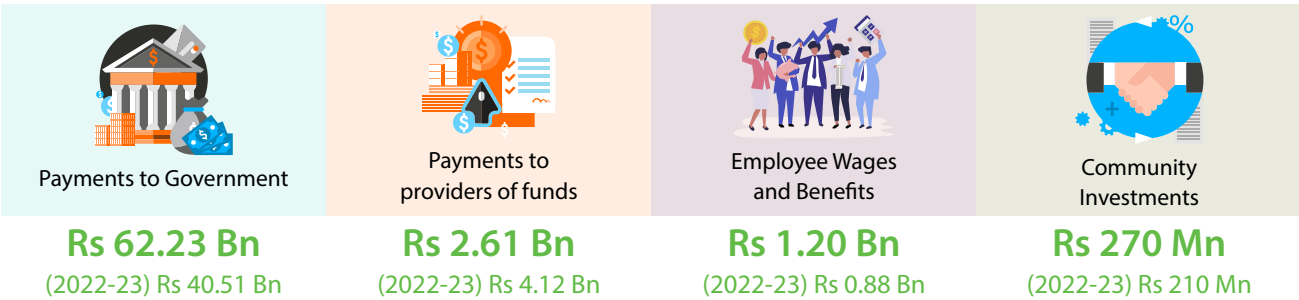 Payments to Government
Rs 62.23 Bn
(2022-23) Rs 40.51 Bn
Payments to
providers of funds
Rs 2.61 Bn
(2022-23) Rs 4.12 Bn
Employee Wages
and Benefits
Rs 1.20 Bn
(2022-23) Rs 0.88 Bn
%
Community
Investments
Rs 270 Mn
(2022-23) Rs 210 Mn